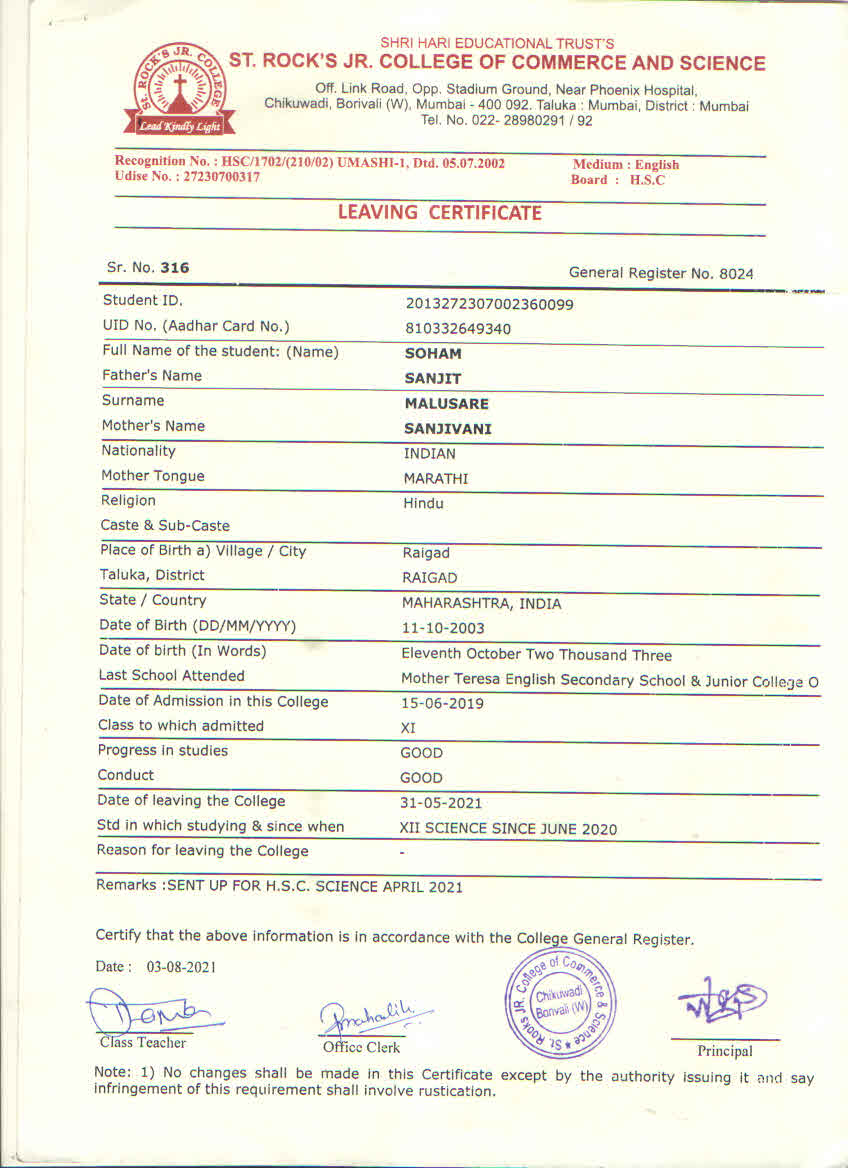 SHRI HARI EDUCATIONAL TRUST'S
ST. ROCK'S JR. COLLEGE OF COMMERCE AND SCIENCE
ST. ROCK'S JR. COLLEGE
Lead Kindly Light
Off. Link Road, Opp. Stadium Ground, Near Phoenix Hospital,
Chikuwadi, Borivali (W), Mumbai - 400 092. Taluka : Mumbai, District : Mumbai
Tel. No. 022- 28980291 / 92
Recognition No. : HSC/1702/(210/02) UMASHI-1, Dtd. 05.07.2002 Medium : English
Udise No. : 27230700317 Board : H.S.C
LEAVING CERTIFICATE
Sr. No. 316 General Register No. 8024
Student ID. 2013272307002360099
UID No. (Aadhar Card No.) 810332649340
Full Name of the student: (Name) SOHAM
Father's Name SANJIT
Surname MALUSARE
Mother's Name SANJIVANI
Nationality INDIAN
Mother Tongue MARATHI
Religion Hindu
Caste & Sub-Caste
Place of Birth a) Village / City Raigad
Taluka, District RAIGAD
State / Country MAHARASHTRA, INDIA
Date of Birth (DD/MM/YYYY) 11-10-2003
Date of birth (In Words) Eleventh October Two Thousand Three
Last School Attended Mother Teresa English Secondary School & Junior College O
Date of Admission in this College 15-06-2019
Class to which admitted XI
Progress in studies GOOD
Conduct GOOD
Date of leaving the College 31-05-2021
Std in which studying & since when XII SCIENCE SINCE JUNE 2020
Reason for leaving the College -
Remarks :SENT UP FOR H.S.C. SCIENCE APRIL 2021
Certify that the above information is in accordance with the College General Register.
Date : 03-08-2021
St. Rocks JR. College of Commerce & Science
Chikuwadi
Borivali (W)
Class Teacher Office Clerk Principal
Note: 1) No changes shall be made in this Certificate except by the authority issuing it and say
infringement of this requirement shall involve rustication.